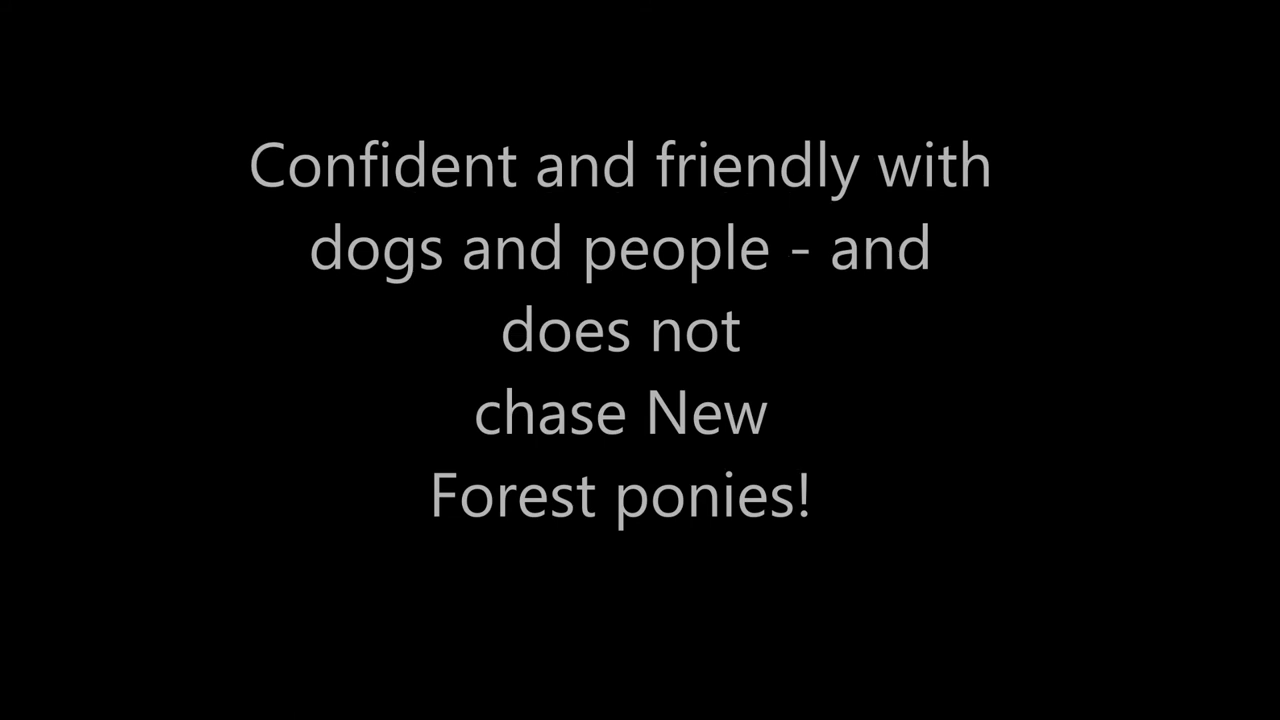 Confident and friendly with
dogs and people - and
does not
chase New
Forest ponies!